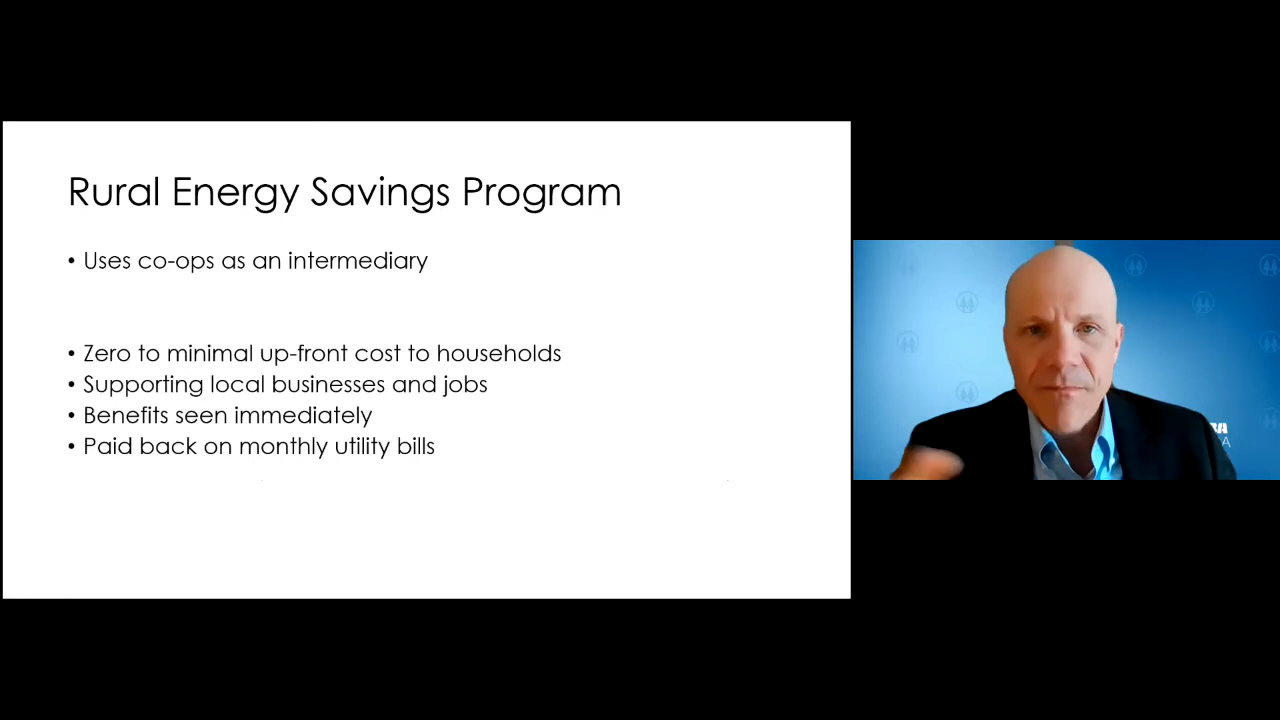 Rural Energy Savings Program
• Uses co-ops as an intermediary
• Zero to minimal up-front cost to households
• Supporting local businesses and jobs
• Benefits seen immediately
• Paid back on monthly utility bills